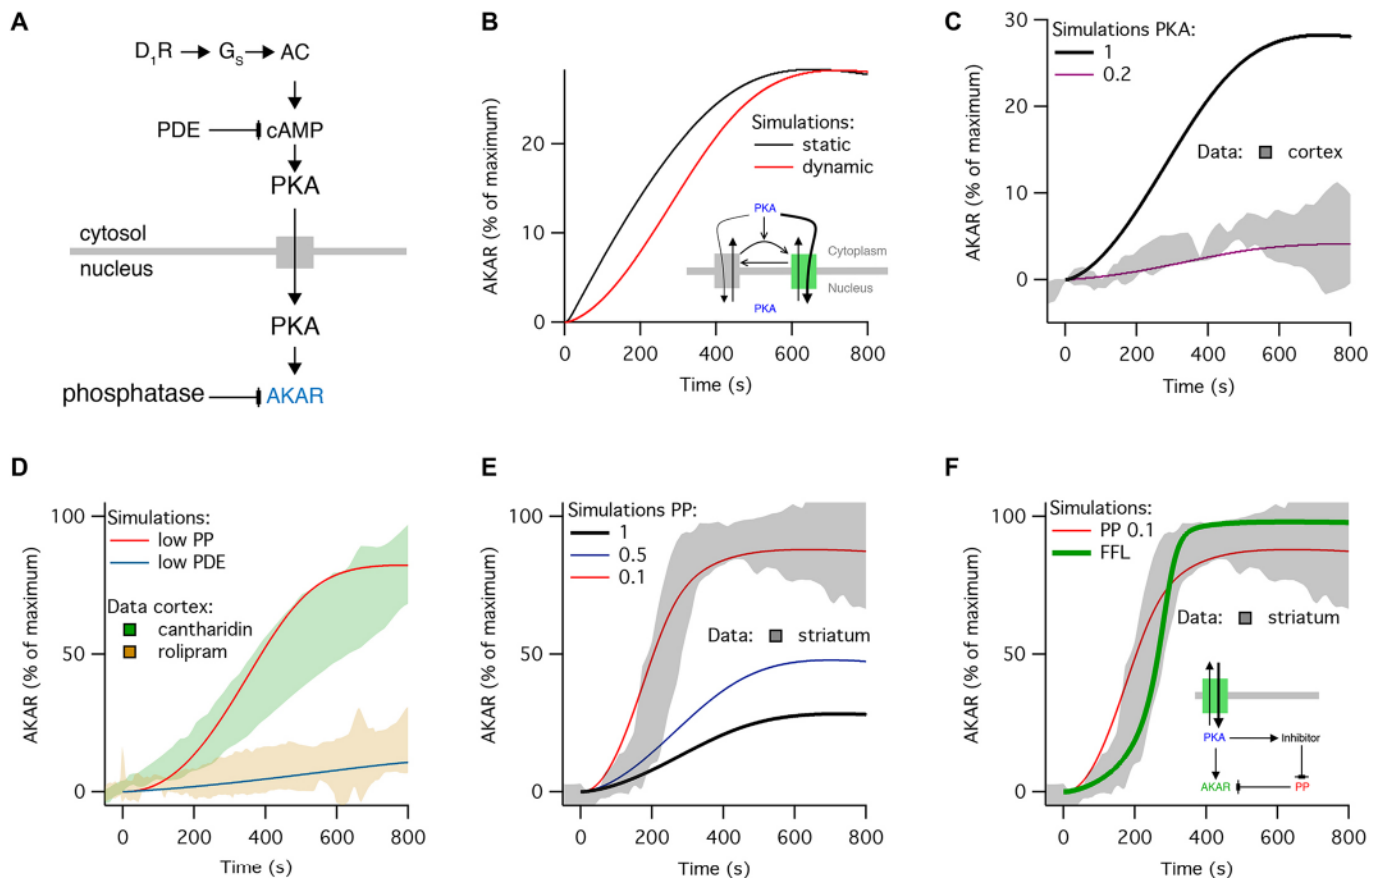 A
D1R GS AC
PDE cAMP
PKA
cytosol
nucleus
PKA
phosphatase AKAR
B
AKAR (% of maximum)
20
10
0
Simulations:
static
dynamic
PKA
Cytoplasm
Nucleus
PKA
0 200 400 600 800
Time (s)
C
AKAR (% of maximum)
30
20
10
0
Simulations PKA:
1
0.2
Data: cortex
0 200 400 600 800
Time (s)
D
AKAR (% of maximum)
100
50
0
Simulations:
low PP
low PDE
Data cortex:
cantharidin
rolipram
0 200 400 600 800
Time (s)
E
AKAR (% of maximum)
100
50
0
Simulations PP:
1
0.5
0.1
Data: striatum
0 200 400 600 800
Time (s)
F
AKAR (% of maximum)
100
50
0
Simulations:
PP 0.1
FFL
Data: striatum
PKA Inhibitor
AKAR PP
0 200 400 600 800
Time (s)